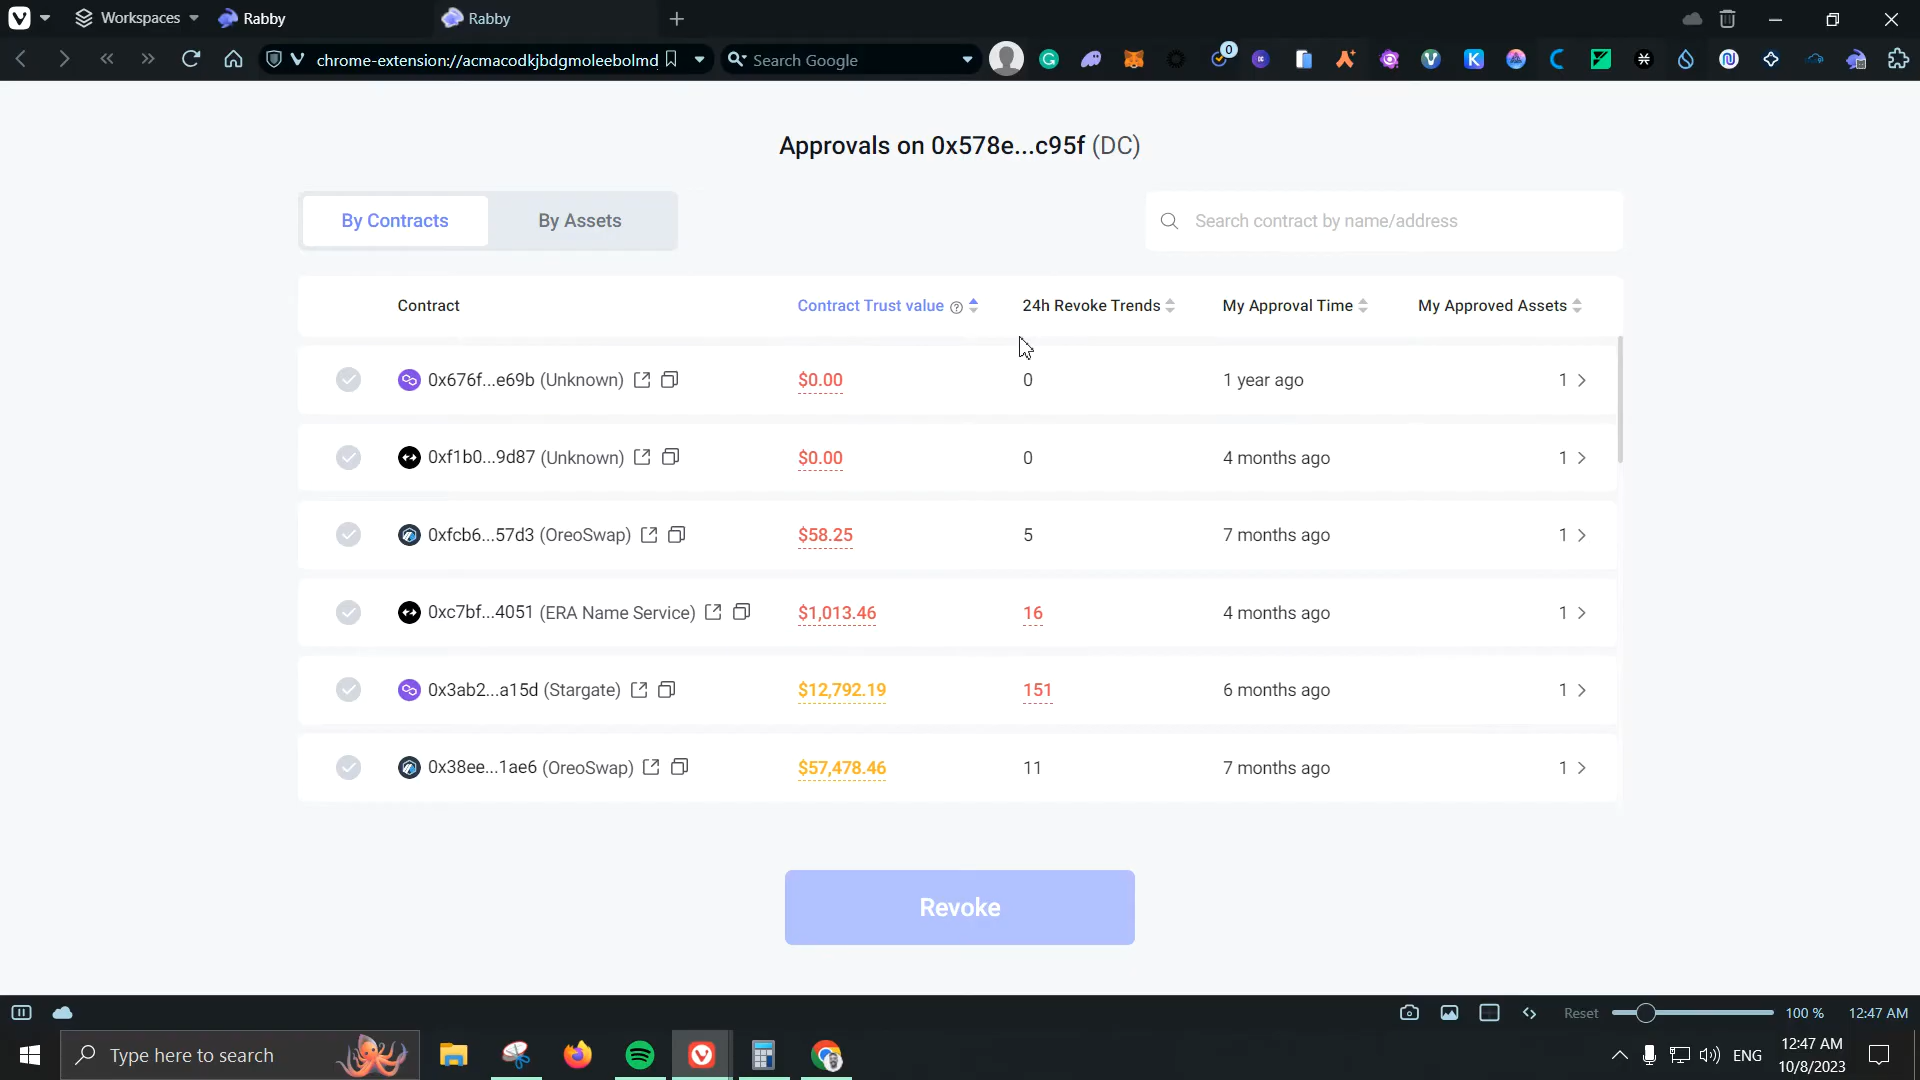 Workspaces Rabby Rabby
chrome-extension://acmacodkjbdgmoleebolmd Search Google 0
Approvals on 0x578e...c95f (DC)
By Contracts By Assets Search contract by name/address
Contract Contract Trust value 24h Revoke Trends My Approval Time My Approved Assets
0x676f...e69b (Unknown) $0.00 0 1 year ago 1
0xf1b0...9d87 (Unknown) $0.00 0 4 months ago 1
0xfcb6...57d3 (OreoSwap) $58.25 5 7 months ago 1
0xc7bf...4051 (ERA Name Service) $1,013.46 16 4 months ago 1
0x3ab2...a15d (Stargate) $12,792.19 151 6 months ago 1
0x38ee...1ae6 (OreoSwap) $57,478.46 11 7 months ago 1
Revoke
Reset 100 % 12:47 AM
Type here to search ENG 12:47 AM
10/8/2023